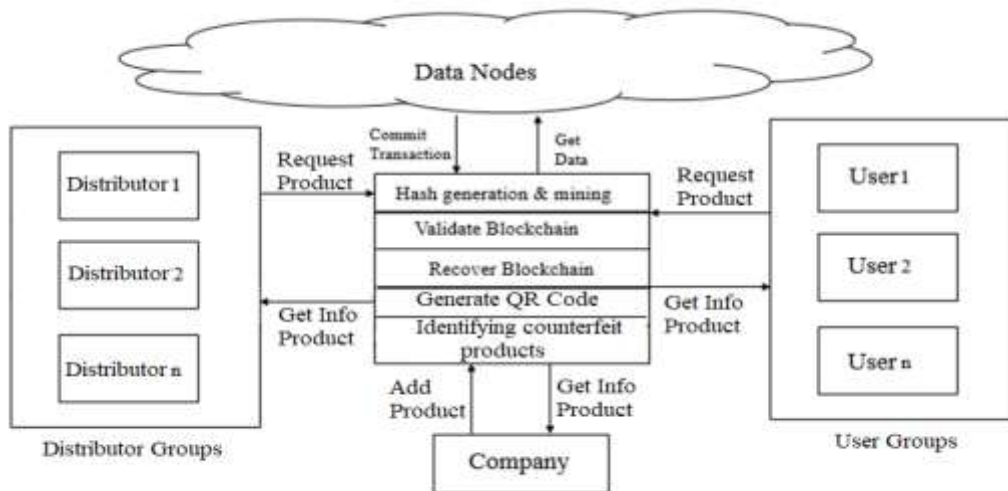 Data Nodes
Commit
Transaction
Get
Data
Distributor 1
Distributor 2
Distributor n
Distributor Groups
Request
Product
Get Info
Product
Hash generation & mining
Validate Blockchain
Recover Blockchain
Generate QR Code
Identifying counterfeit
products
Request
Product
Get Info
Product
User 1
User 2
User n
User Groups
Add
Product
Get Info
Product
Company